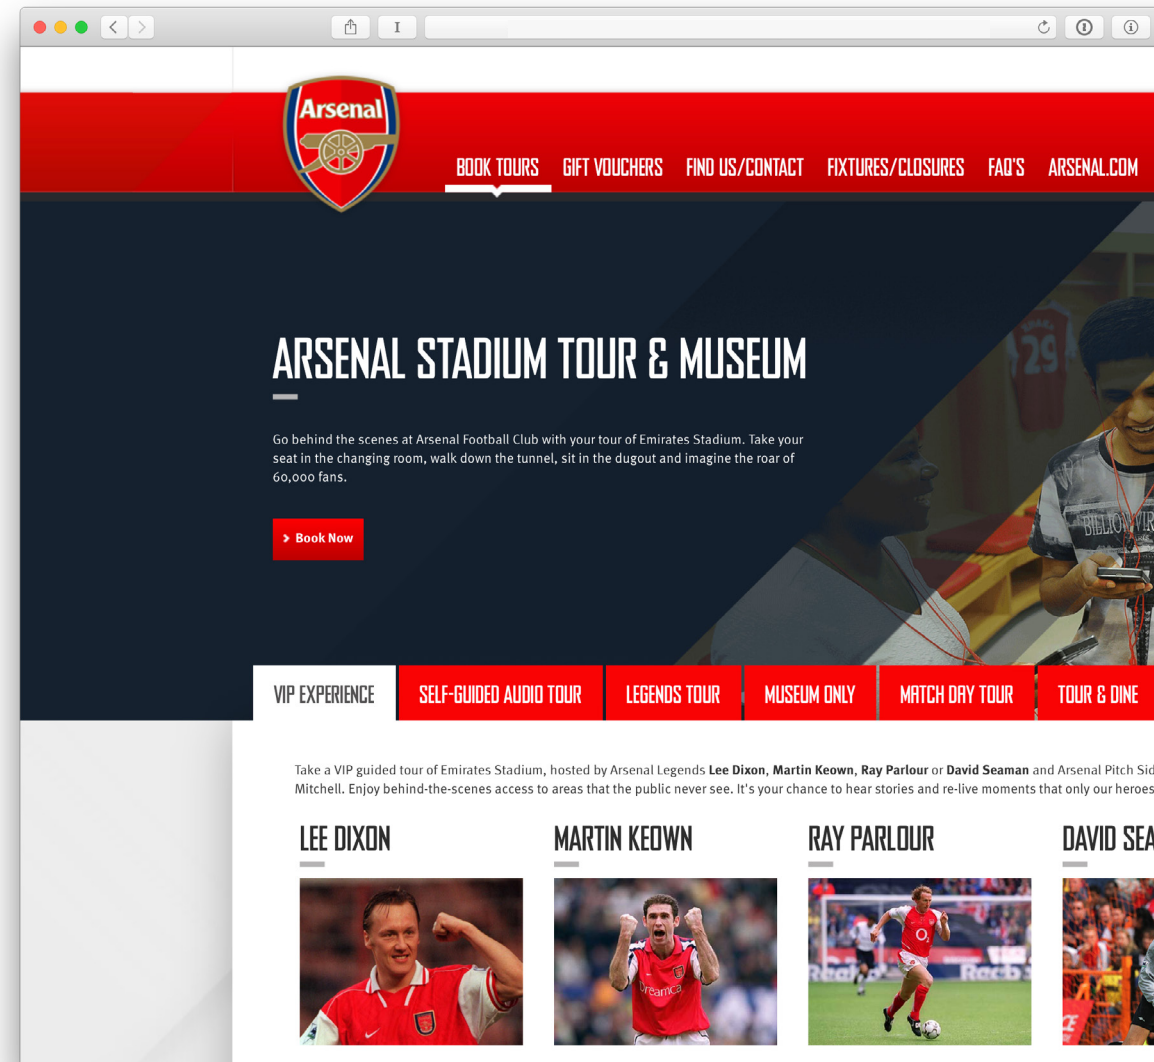 Arsenal
BOOK TOURS GIFT VOUCHERS FIND US/CONTACT FIXTURES/CLOSURES FAQ'S ARSENAL.COM
29
ARSENAL STADIUM TOUR & MUSEUM
Go behind the scenes at Arsenal Football Club with your tour of Emirates Stadium. Take your
seat in the changing room, walk down the tunnel, sit in the dugout and imagine the roar of
60,000 fans.
Book Now
VIP EXPERIENCE SELF-GUIDED AUDIO TOUR LEGENDS TOUR MUSEUM ONLY MATCH DAY TOUR TOUR & DINE
Take a VIP guided tour of Emirates Stadium, hosted by Arsenal Legends Lee Dixon, Martin Keown, Ray Parlour or David Seaman and Arsenal Pitch Sid
Mitchell. Enjoy behind-the-scenes access to areas that the public never see. It's your chance to hear stories and re-live moments that only our heroes
LEE DIXON MARTIN KEOWN RAY PARLOUR DAVID SEA
O2
Dreamca